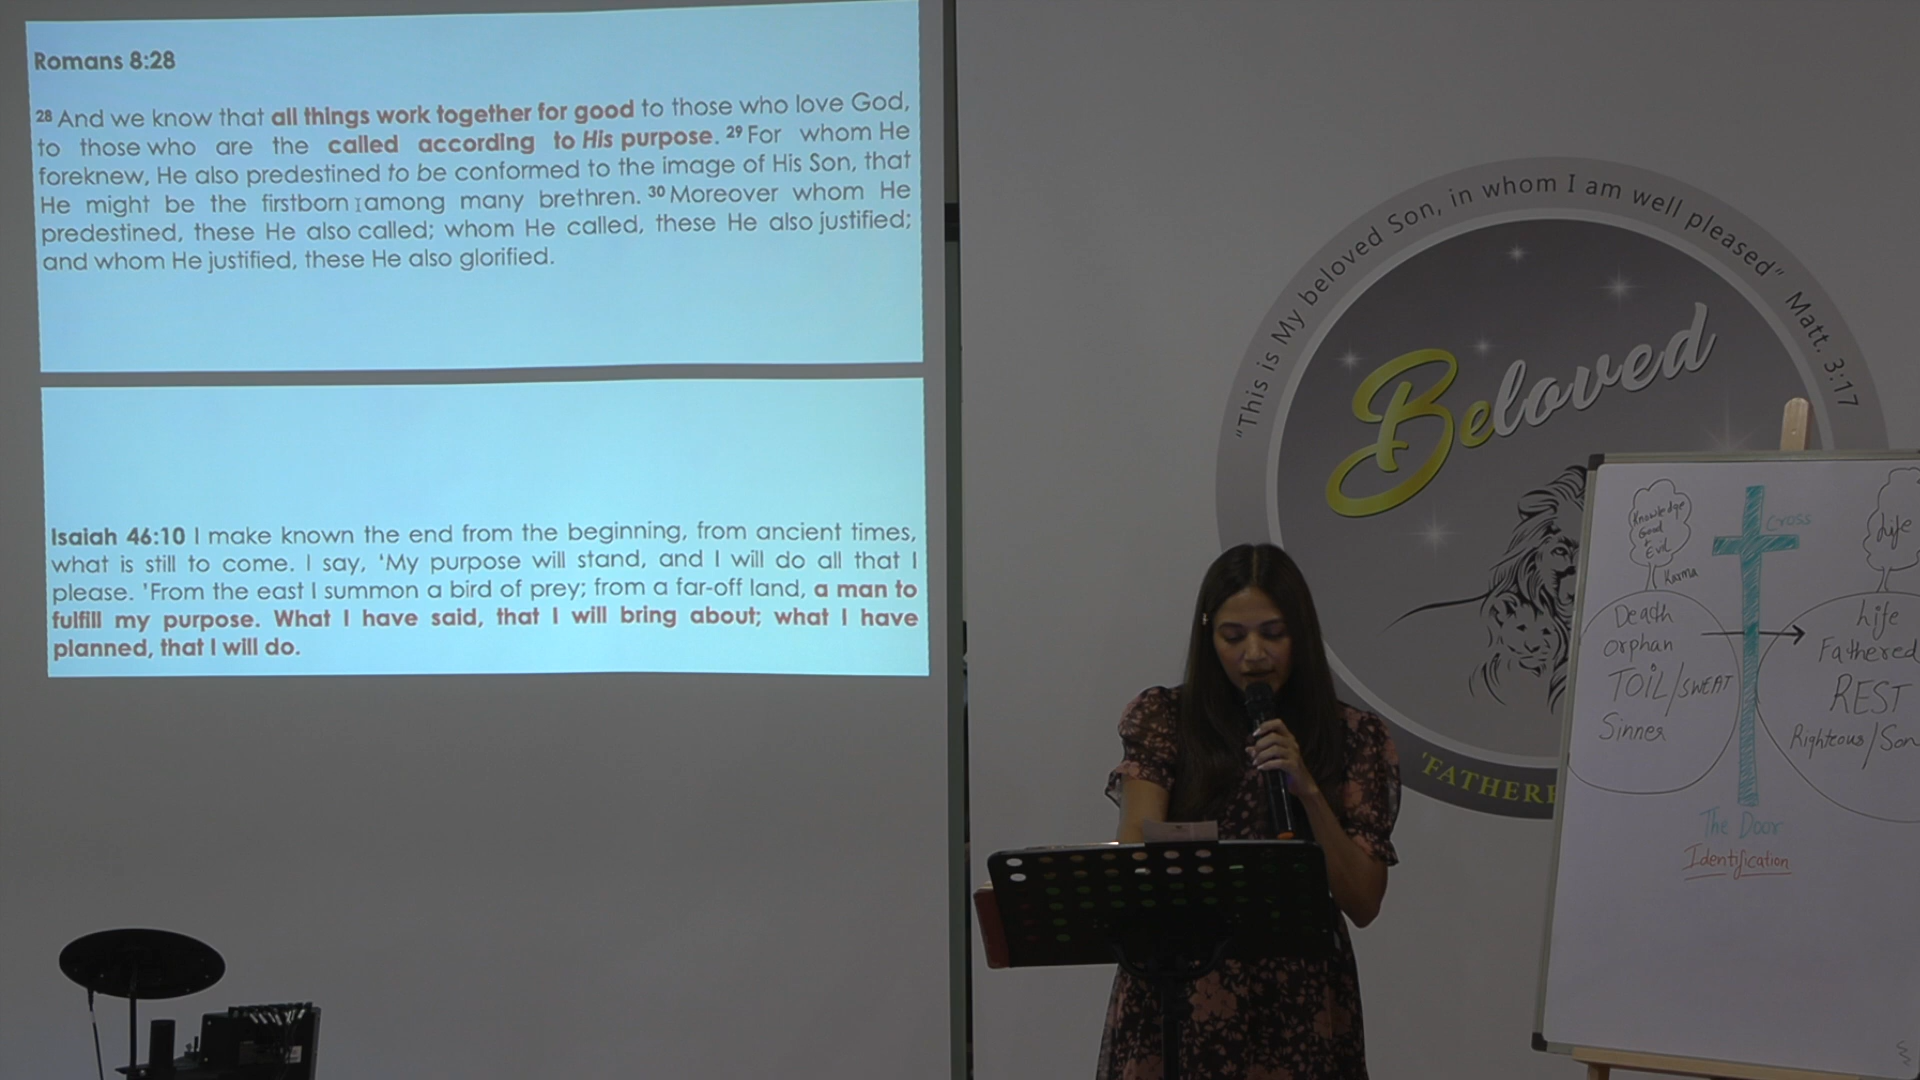 Romans 8:28
28 And we know that all things work together for good to those who love God,
to those who are the called according to His purpose. 29 For whom He
foreknew, He also predestined to be conformed to the image of His Son, that
He might be the firstborn among many brethren. 30 Moreover whom He
predestined, these He also called; whom He called, these He also justified;
and whom He justified, these He also glorified.
Isaiah 46:10 I make known the end from the beginning, from ancient times,
what is still to come. I say, 'My purpose will stand, and I will do all that I
please. 'From the east I summon a bird of prey; from a far-off land, a man to
fulfill my purpose. What I have said, that I will bring about; what I have
planned, that I will do.
"This is My beloved Son, in whom I am well pleased" Matt. 3:17
Beloved
'FATHERE
Knowledge
Good
+
Evil
Karma
Death
Orphan
TOIL/SWEAT
Sinner
Cross
Life
Life
Fathered
REST
Righteous/Son
The Door
Identification